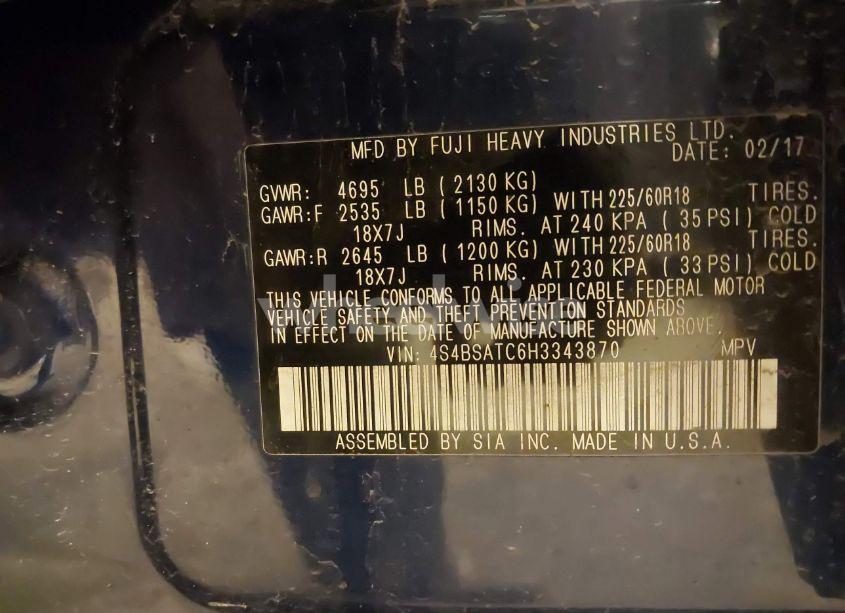 MFD BY FUJI HEAVY INDUSTRIES LTD.
DATE: 02/17
GVWR: 4695 LB ( 2130 KG)
GAWR:F 2535 LB ( 1150 KG) WITH 225/60R18 TIRES.
18X7J RIMS. AT 240 KPA ( 35 PSI) COLD
GAWR:R 2645 LB ( 1200 KG) WITH 225/60R18 TIRES.
18X7J RIMS. AT 230 KPA ( 33 PSI) COLD
THIS VEHICLE CONFORMS TO ALL APPLICABLE FEDERAL MOTOR
VEHICLE SAFETY AND THEFT PREVENTION STANDARDS
IN EFFECT ON THE DATE OF MANUFACTURE SHOWN ABOVE.
VIN: 4S4BSATC6H3343870 MPV
ASSEMBLED BY SIA INC. MADE IN U.S.A.